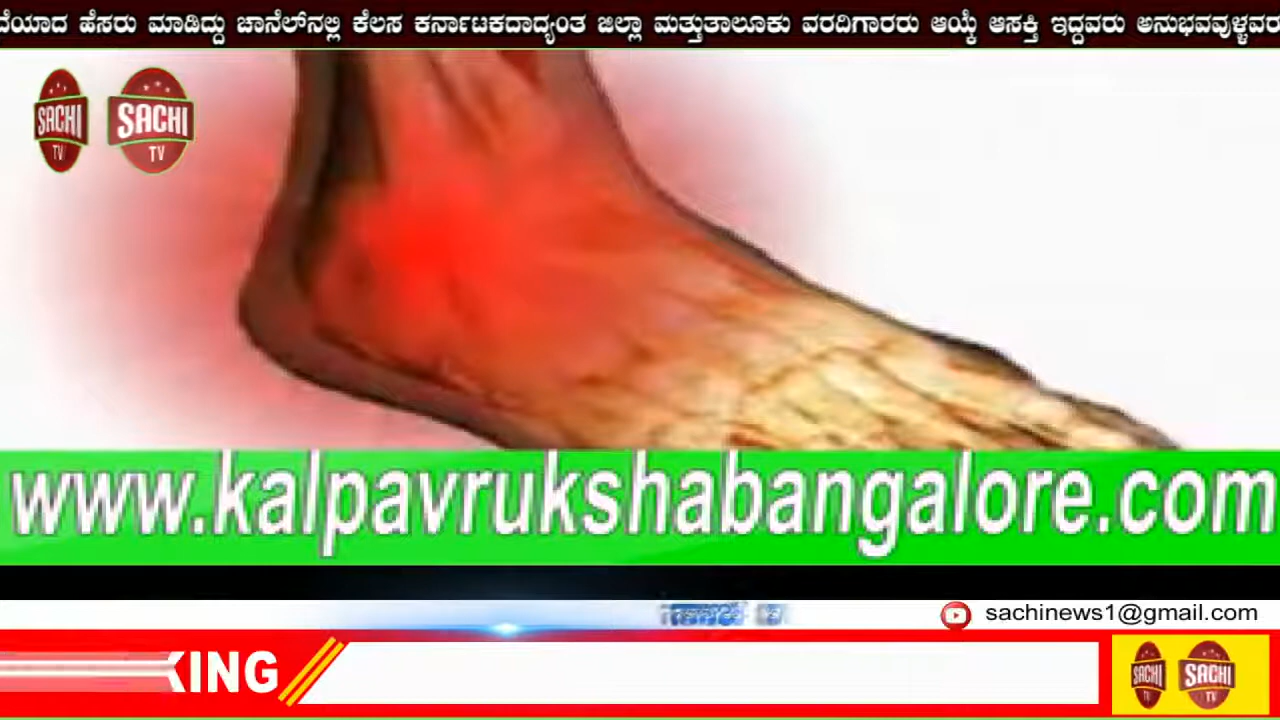 ದೆಯಾದ ಹೆಸರು ಮಾಡಿದ್ದು ಚಾನೆಲ್‌ನಲ್ಲಿ ಕೆಲಸ ಕರ್ನಾಟಕದಾದ್ಯಂತ ಜಿಲ್ಲಾ ಮತ್ತುತಾಲೂಕು ವರದಿಗಾರರು ಆಯ್ಕೆ ಆಸಕ್ತಿ ಇದ್ದವರು ಅನುಭವವುಳ್ಳವರ
SACHI TV SACHI TV
www.kalpavrukshabangalore.com
sachinews1@gmail.com
KING
SACHI TV SACHI TV